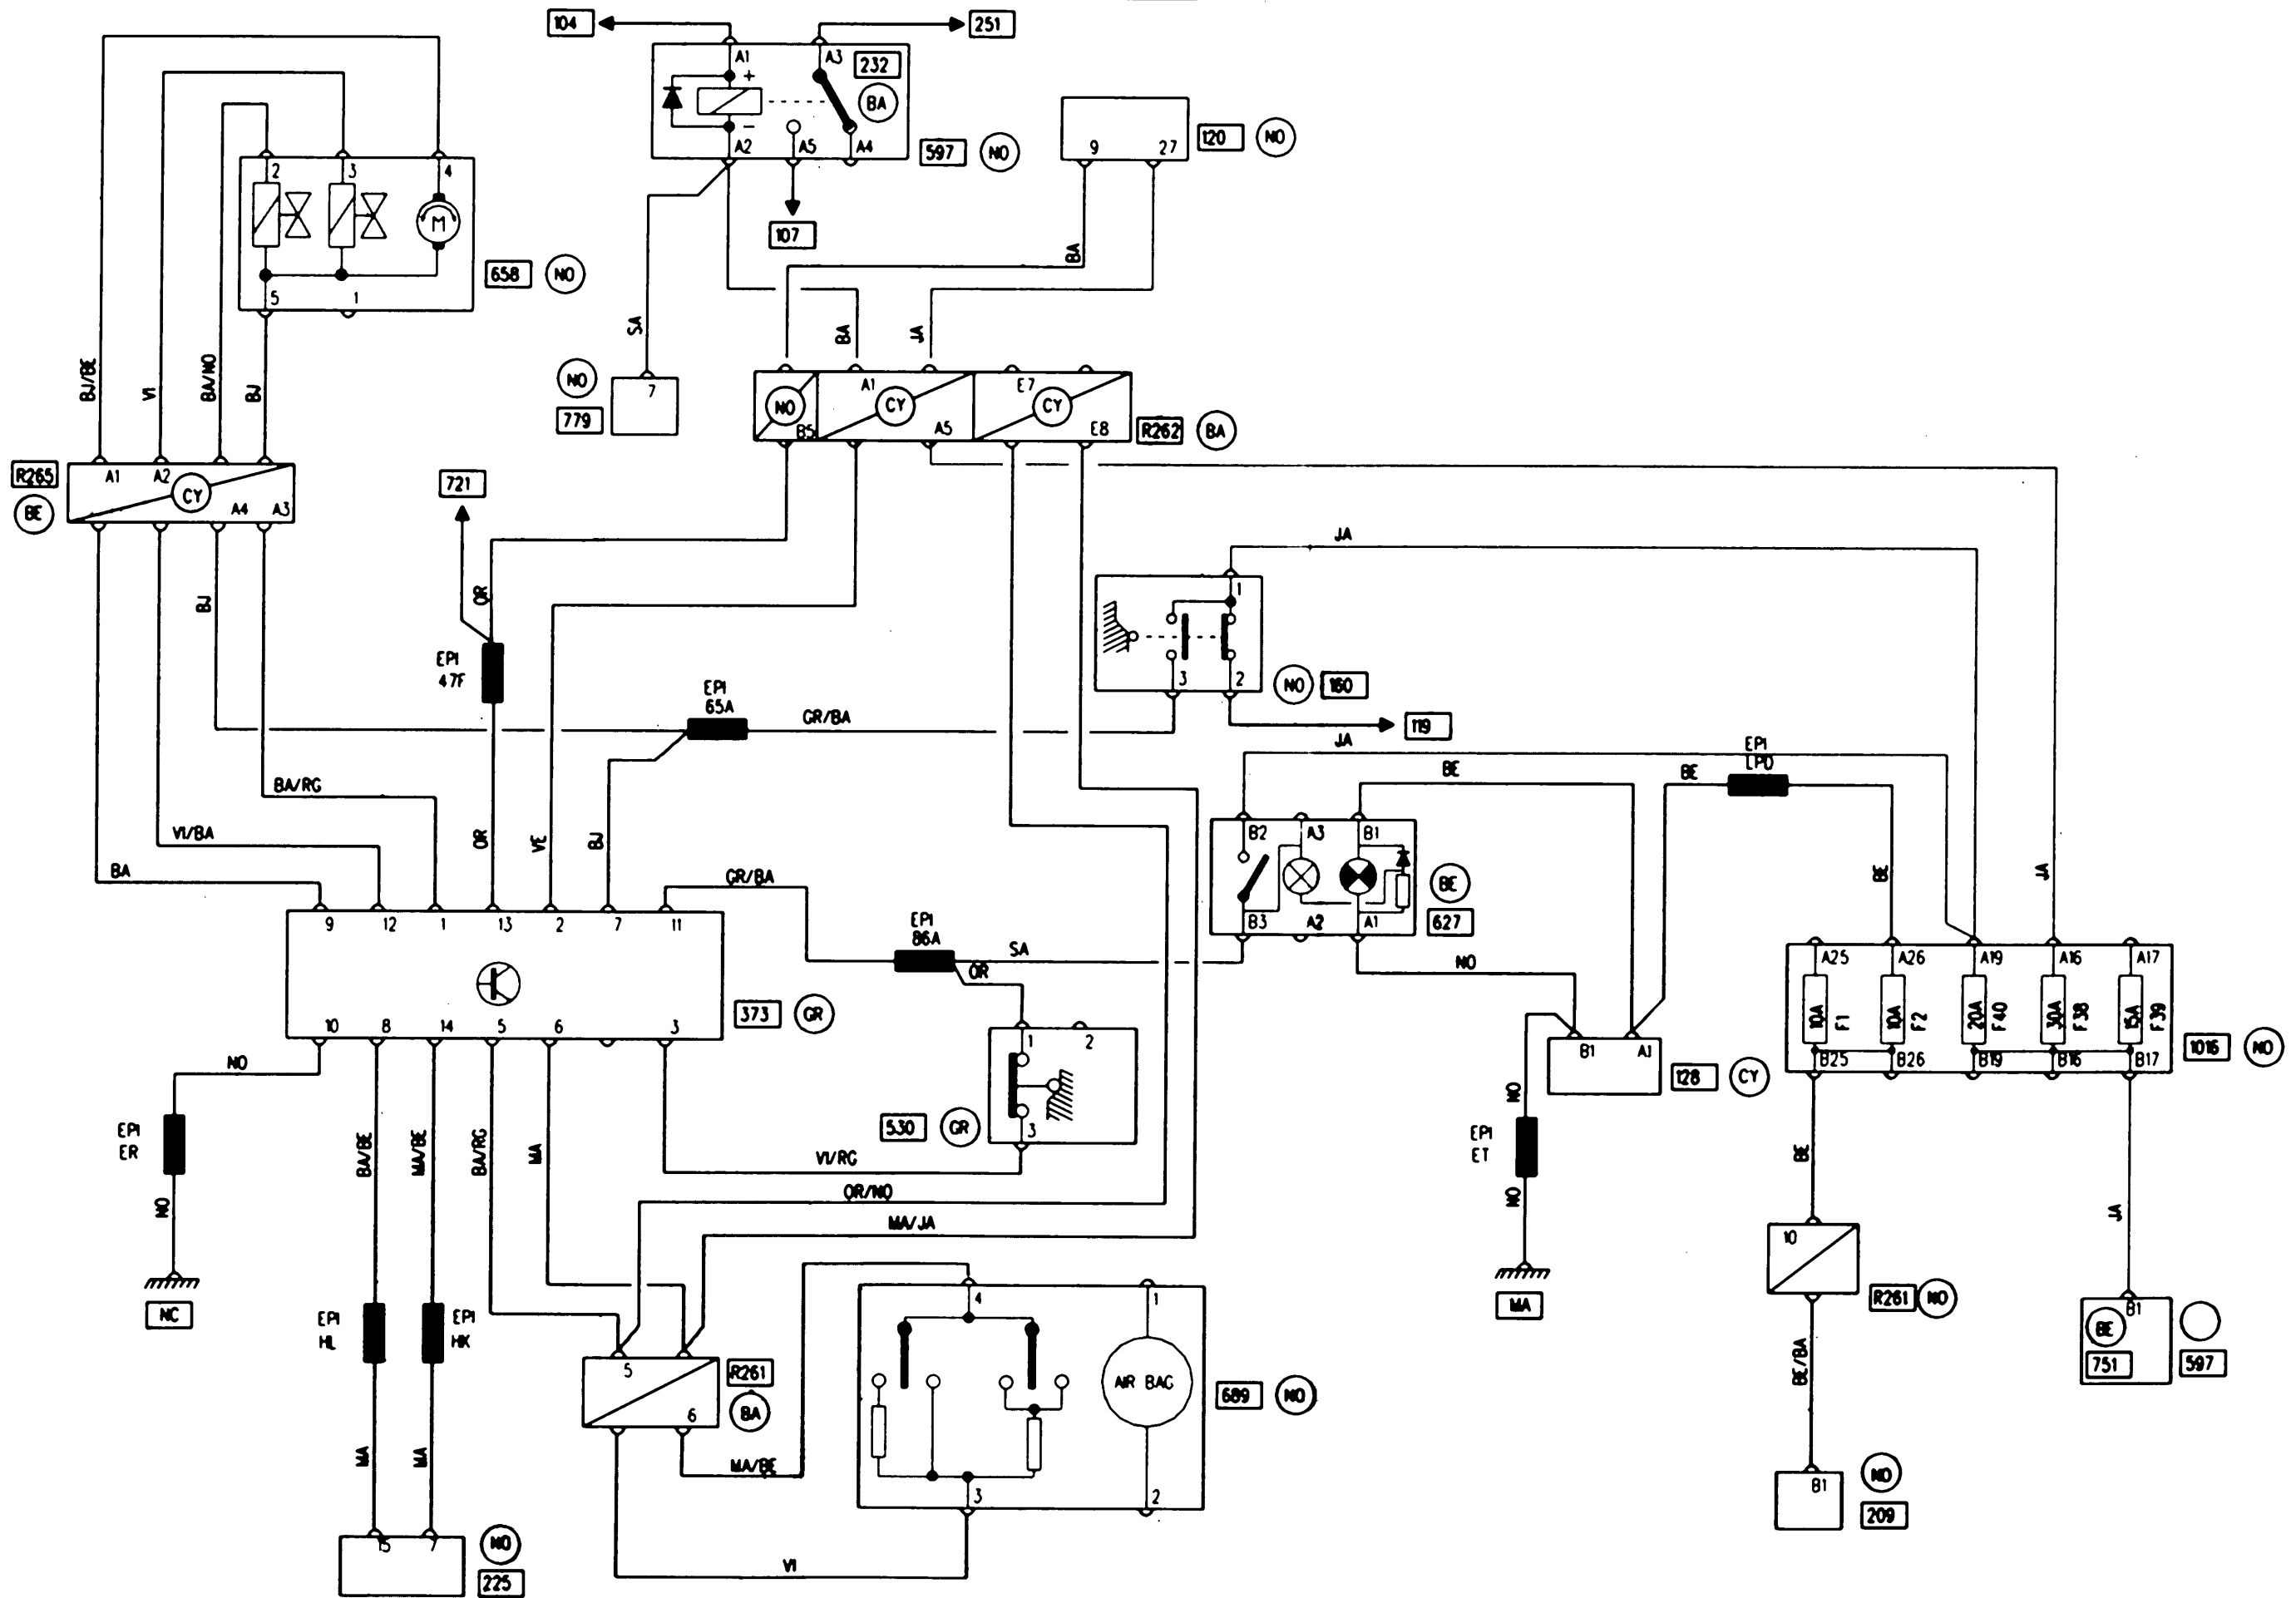 104
251
A1
A3
232
+
BA
−
A2
A5
A4
597
NO
107
120
NO
9
27
2
3
4
M
5
1
658
NO
BA
SA
BA
JA
BJ/BE
VI
BA/NO
BJ
NO
779
7
NO
B5
A1
CY
A5
E7
CY
E8
R262
BA
R265
BE
A1
A2
CY
A4
A3
721
JA
OR
BJ
1
3
2
NO
160
119
EPI
47F
EPI
65A
GR/BA
JA
EPI
LPD
BE
BE
BA/RG
VI/BA
BA
OR
VE
BJ
GR/BA
B2
A3
B1
B3
A2
A1
BE
627
BE
JA
9
12
1
13
2
7
11
10
8
14
5
6
3
373
GR
EPI
86A
SA
OR
NO
A25
A26
A19
A16
A17
10A
F1
10A
F2
20A
F40
30A
F38
15A
F39
B25
B26
B19
B16
B17
1016
NO
1
2
3
530
GR
B1
A1
128
CY
NO
EPI
ER
NO
NC
BA/BE
MA/BE
BA/RG
MA
VI/RG
OR/NO
MA/JA
NO
EPI
ET
NO
MA
BE
10
R261
NO
JA
B1
BE
751
597
BE/BA
B1
NO
209
EPI
HL
EPI
HX
MA
MA
5
6
R261
BA
MA/BE
4
1
AIR BAG
3
2
689
NO
VI
15
7
NO
225